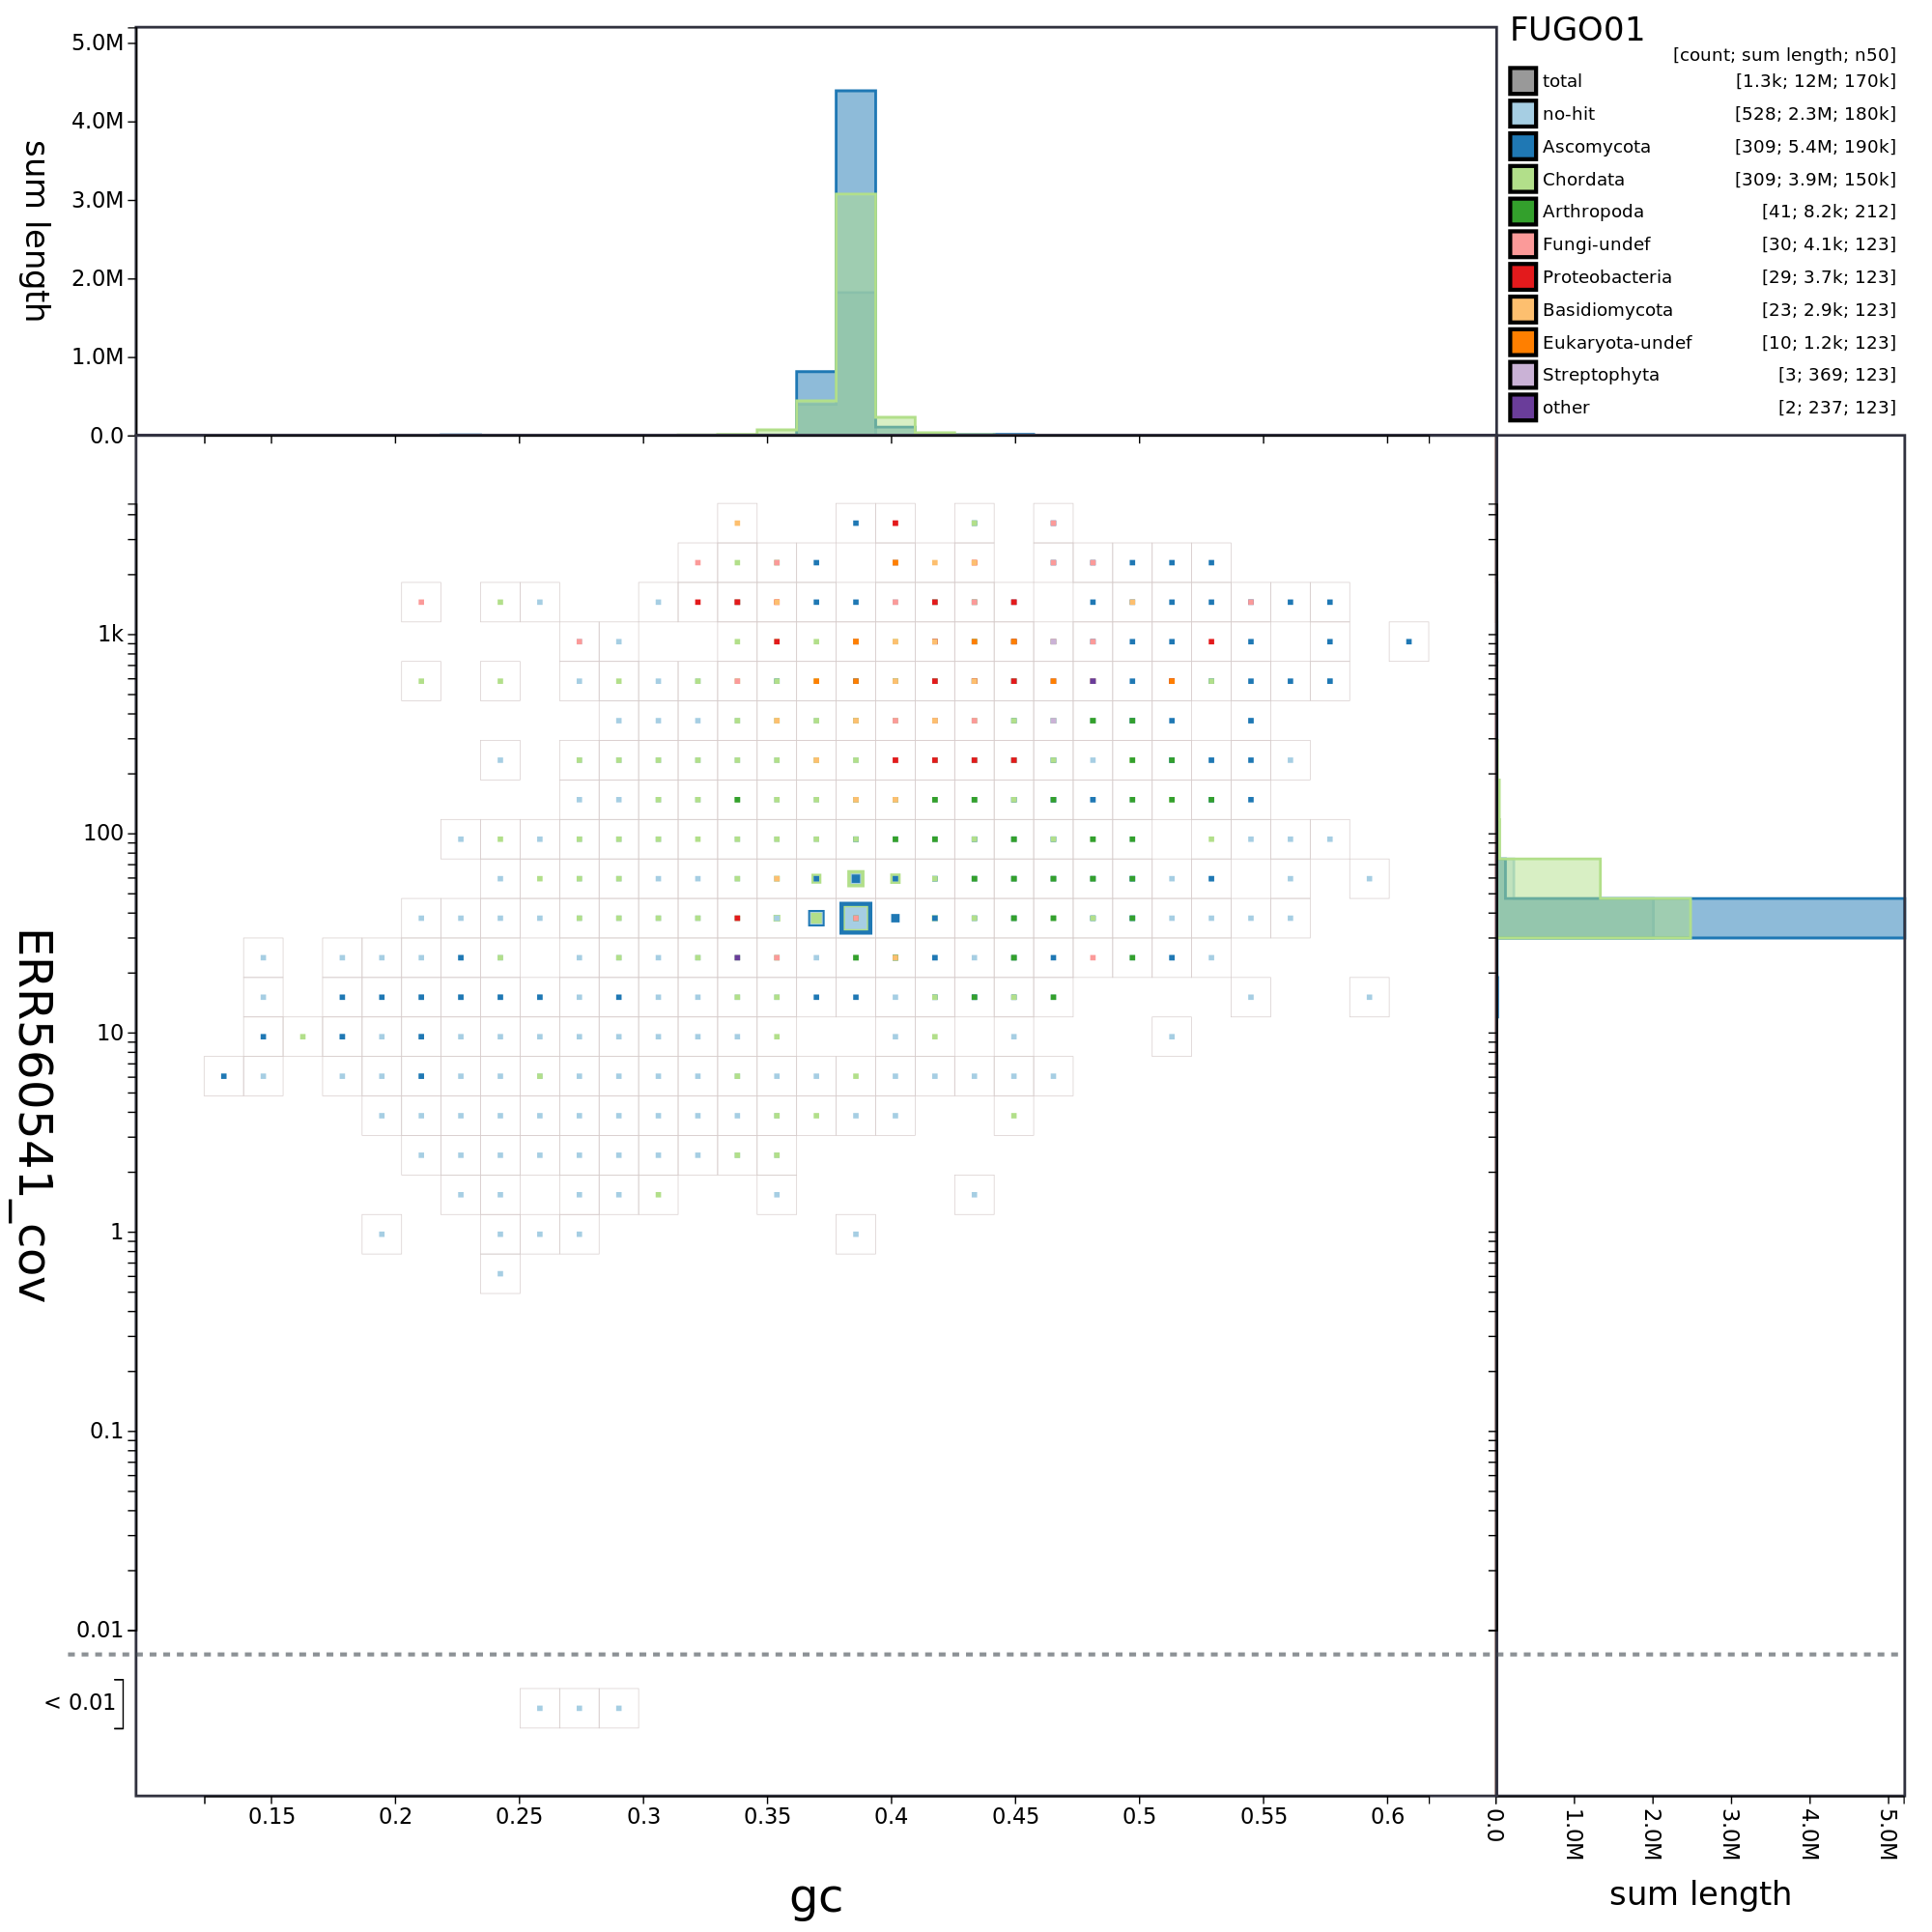 FUGO01
[count; sum length; n50]
total [1.3k; 12M; 170k]
no-hit [528; 2.3M; 180k]
Ascomycota [309; 5.4M; 190k]
Chordata [309; 3.9M; 150k]
Arthropoda [41; 8.2k; 212]
Fungi-undef [30; 4.1k; 123]
Proteobacteria [29; 3.7k; 123]
Basidiomycota [23; 2.9k; 123]
Eukaryota-undef [10; 1.2k; 123]
Streptophyta [3; 369; 123]
other [2; 237; 123]
sum length
5.0M
4.0M
3.0M
2.0M
1.0M
0.0
ERR560541_cov
1k
100
10
1
0.1
0.01
< 0.01
0.15 0.2 0.25 0.3 0.35 0.4 0.45 0.5 0.55 0.6
gc
0.0 1.0M 2.0M 3.0M 4.0M 5.0M
sum length